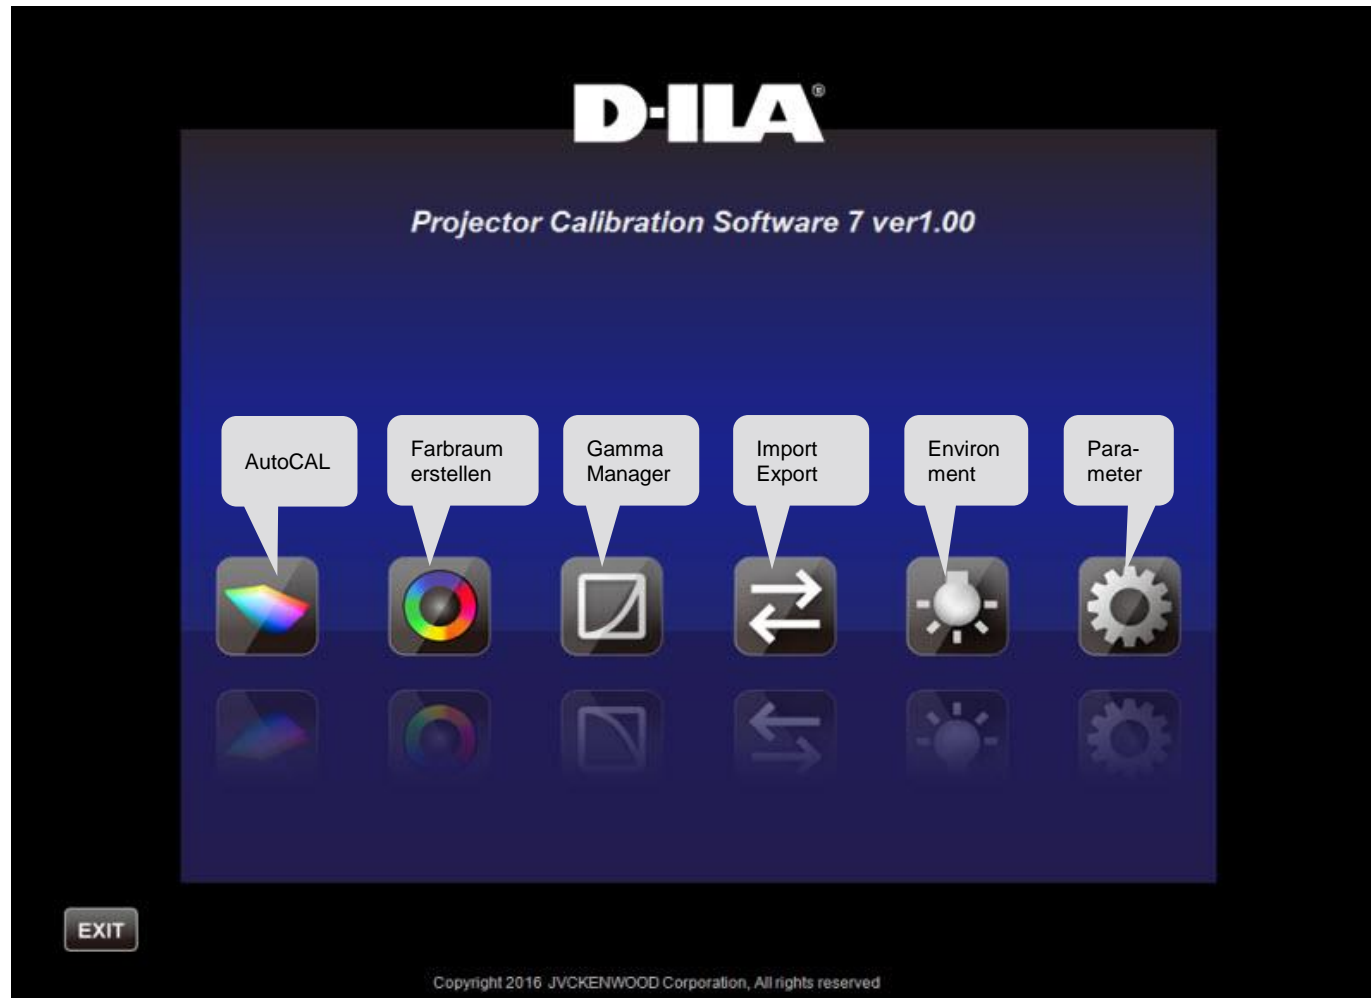 D-ILA®
Projector Calibration Software 7 ver1.00
AutoCAL
Farbraum
erstellen
Gamma
Manager
Import
Export
Environ
ment
Para-
meter
EXIT
Copyright 2016 JVCKENWOOD Corporation, All rights reserved